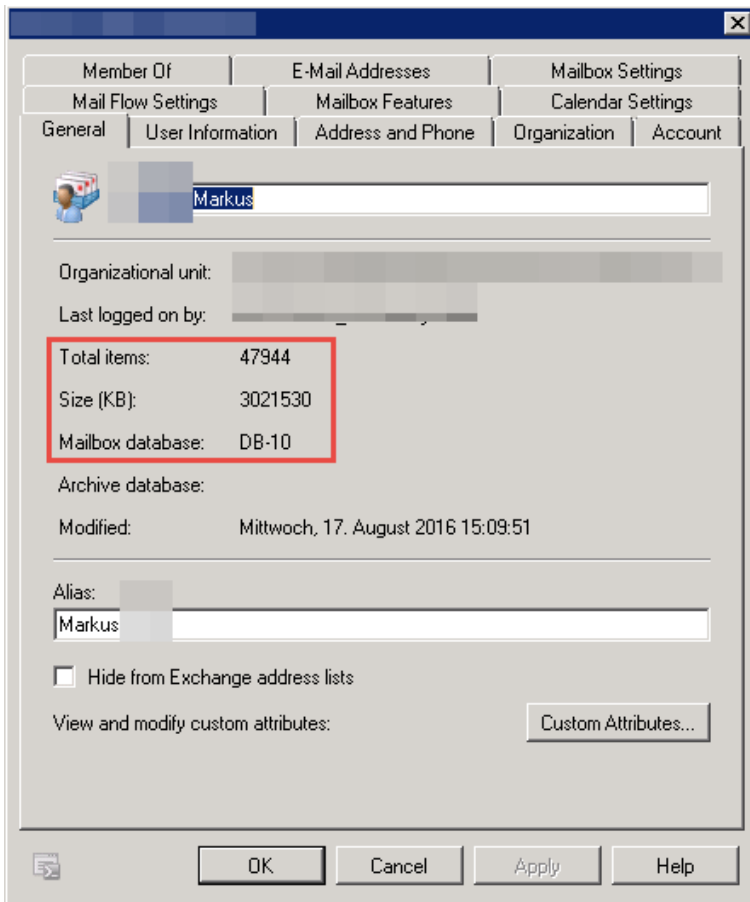 Member Of E-Mail Addresses Mailbox Settings
Mail Flow Settings Mailbox Features Calendar Settings
General User Information Address and Phone Organization Account
Markus
Organizational unit:
Last logged on by:
Total items: 47944
Size (KB): 3021530
Mailbox database: DB-10
Archive database:
Modified: Mittwoch, 17. August 2016 15:09:51
Alias:
Markus
Hide from Exchange address lists
View and modify custom attributes: Custom Attributes...
OK Cancel Apply Help